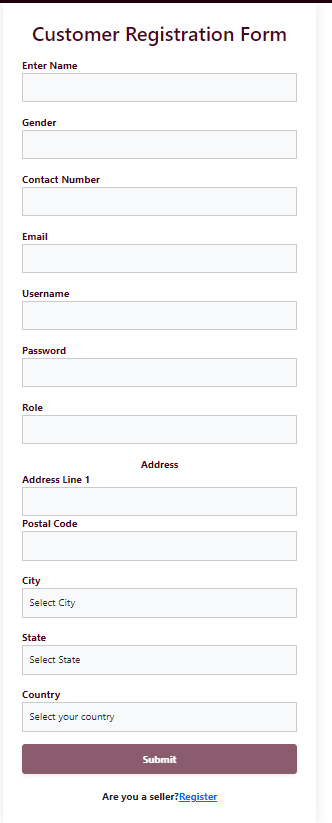 Customer Registration Form
Enter Name
Gender
Contact Number
Email
Username
Password
Role
Address
Address Line 1
Postal Code
City
Select City
State
Select State
Country
Select your country
Submit
Are you a seller?Register